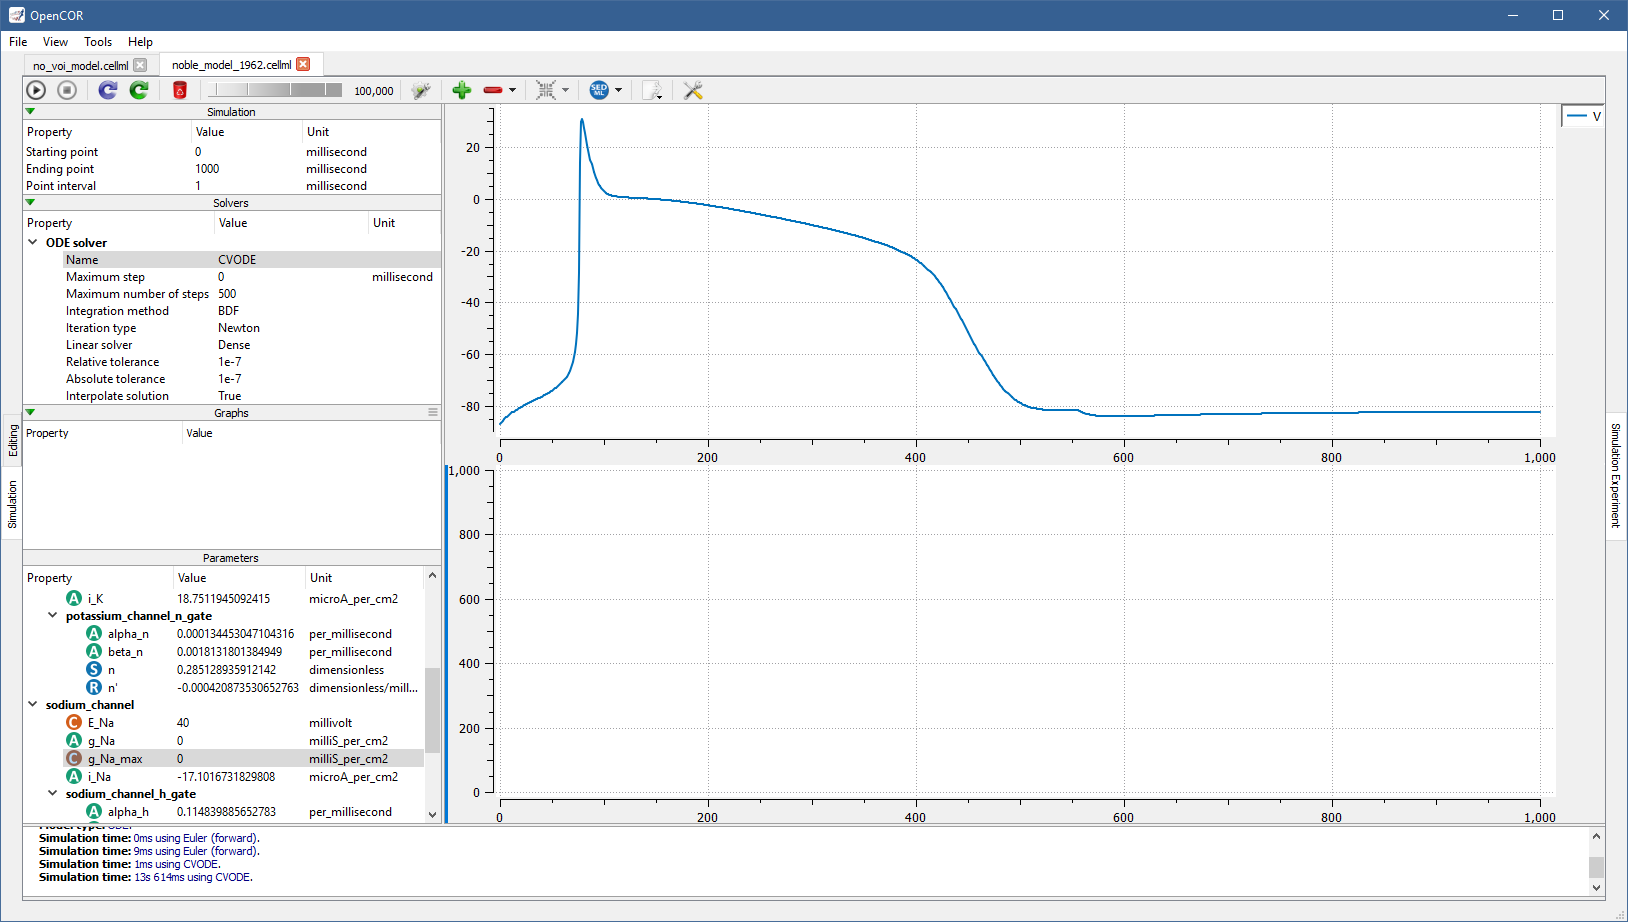 OpenCOR
File View Tools Help
no_voi_model.cellml noble_model_1962.cellml
100,000
SED ML
Simulation
Property Value Unit
Starting point 0 millisecond
Ending point 1000 millisecond
Point interval 1 millisecond
Solvers
Property Value Unit
ODE solver
Name CVODE
Maximum step 0 millisecond
Maximum number of steps 500
Integration method BDF
Iteration type Newton
Linear solver Dense
Relative tolerance 1e-7
Absolute tolerance 1e-7
Interpolate solution True
Graphs
Property Value
Editing
Simulation
Parameters
Property Value Unit
A i_K 18.7511945092415 microA_per_cm2
potassium_channel_n_gate
A alpha_n 0.000134453047104316 per_millisecond
A beta_n 0.0018131801384949 per_millisecond
S n 0.285128935912142 dimensionless
R n' -0.000420873530652763 dimensionless/mill...
sodium_channel
C E_Na 40 millivolt
A g_Na 0 milliS_per_cm2
C g_Na_max 0 milliS_per_cm2
A i_Na -17.1016731829808 microA_per_cm2
sodium_channel_h_gate
A alpha_h 0.114839885652783 per_millisecond
V
20
0
-20
-40
-60
-80
0 200 400 600 800 1,000
1,000
800
600
400
200
0
0 200 400 600 800 1,000
Simulation Experiment
Simulation time: 0ms using Euler (forward).
Simulation time: 9ms using Euler (forward).
Simulation time: 1ms using CVODE.
Simulation time: 13s 614ms using CVODE.